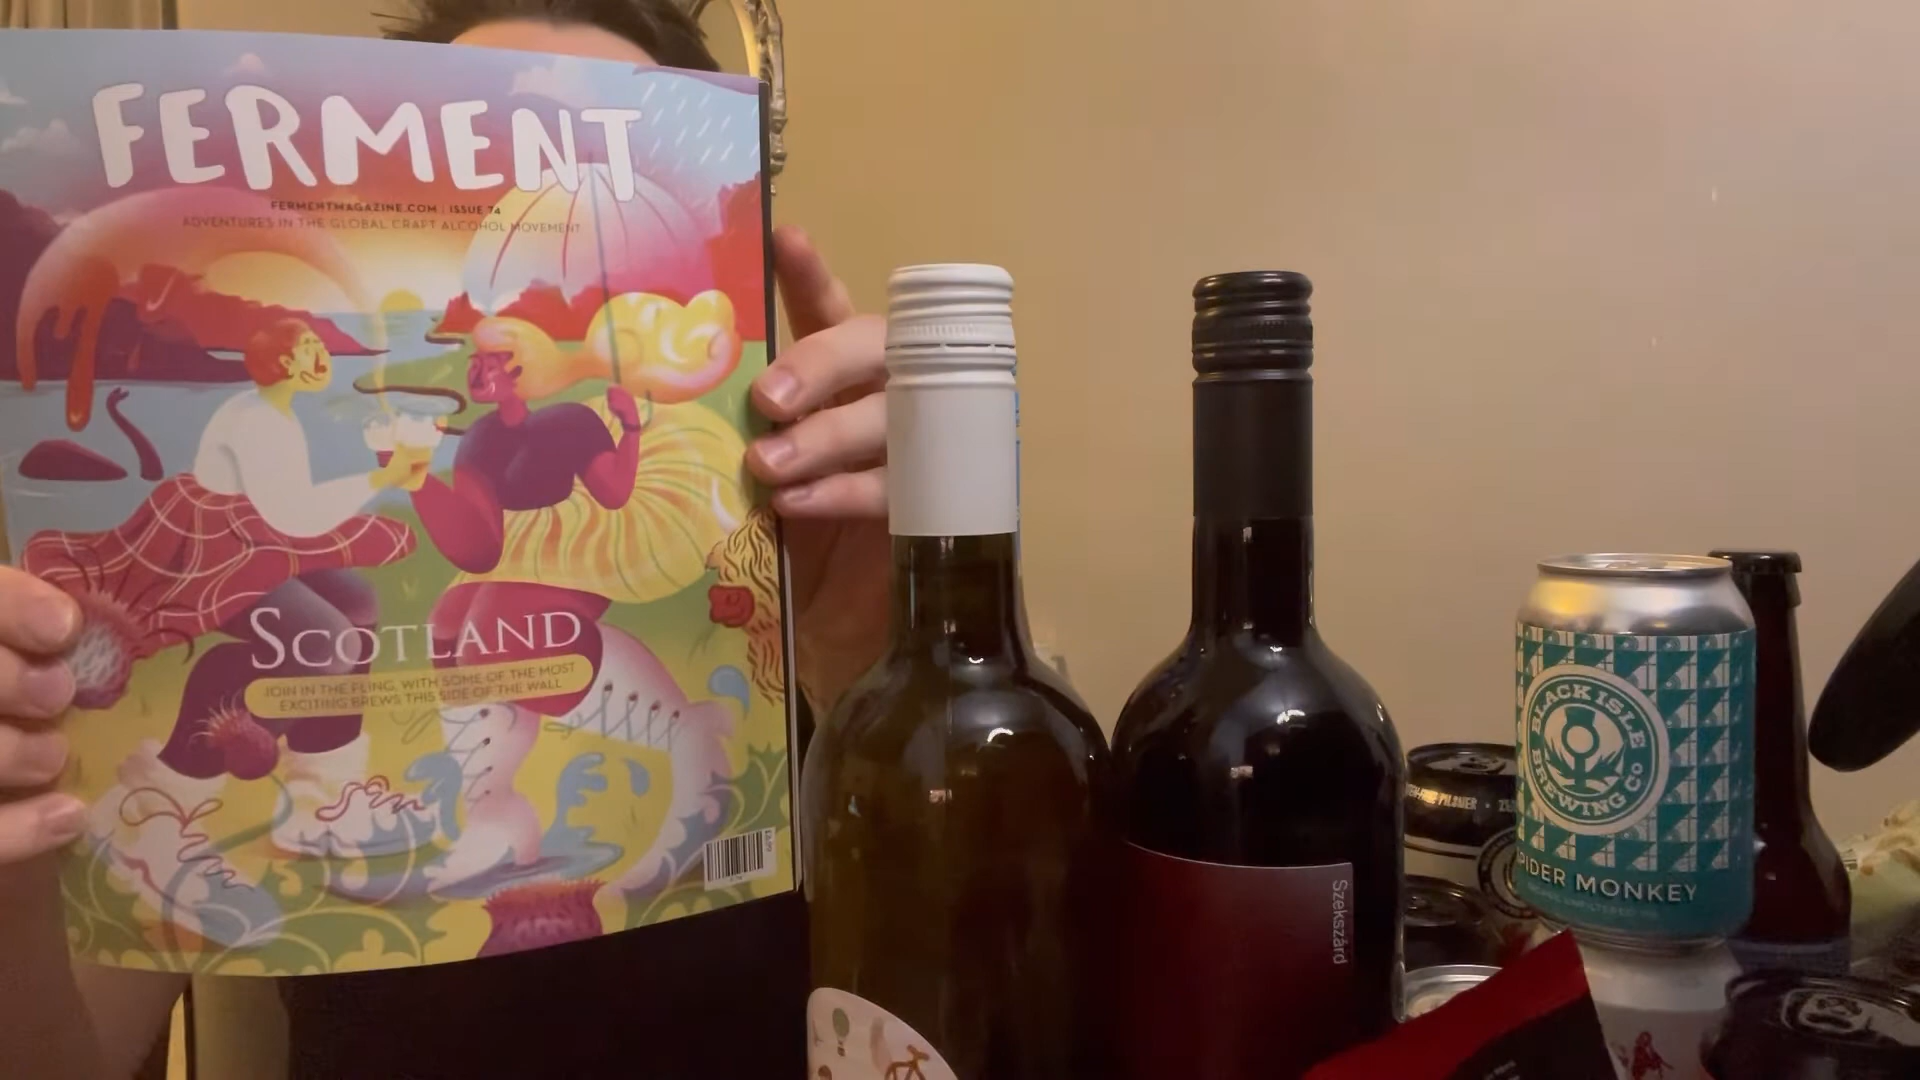 FERMENT
FERMENTMAGAZINE.COM | ISSUE 74
ADVENTURES IN THE GLOBAL CRAFT ALCOHOL MOVEMENT
SCOTLAND
JOIN IN THE FLING, WITH SOME OF THE MOST
EXCITING BREWS THIS SIDE OF THE WALL
Szekszárd
PILSNER
BLACK ISLE
BREWING CO
PIDER MONKEY